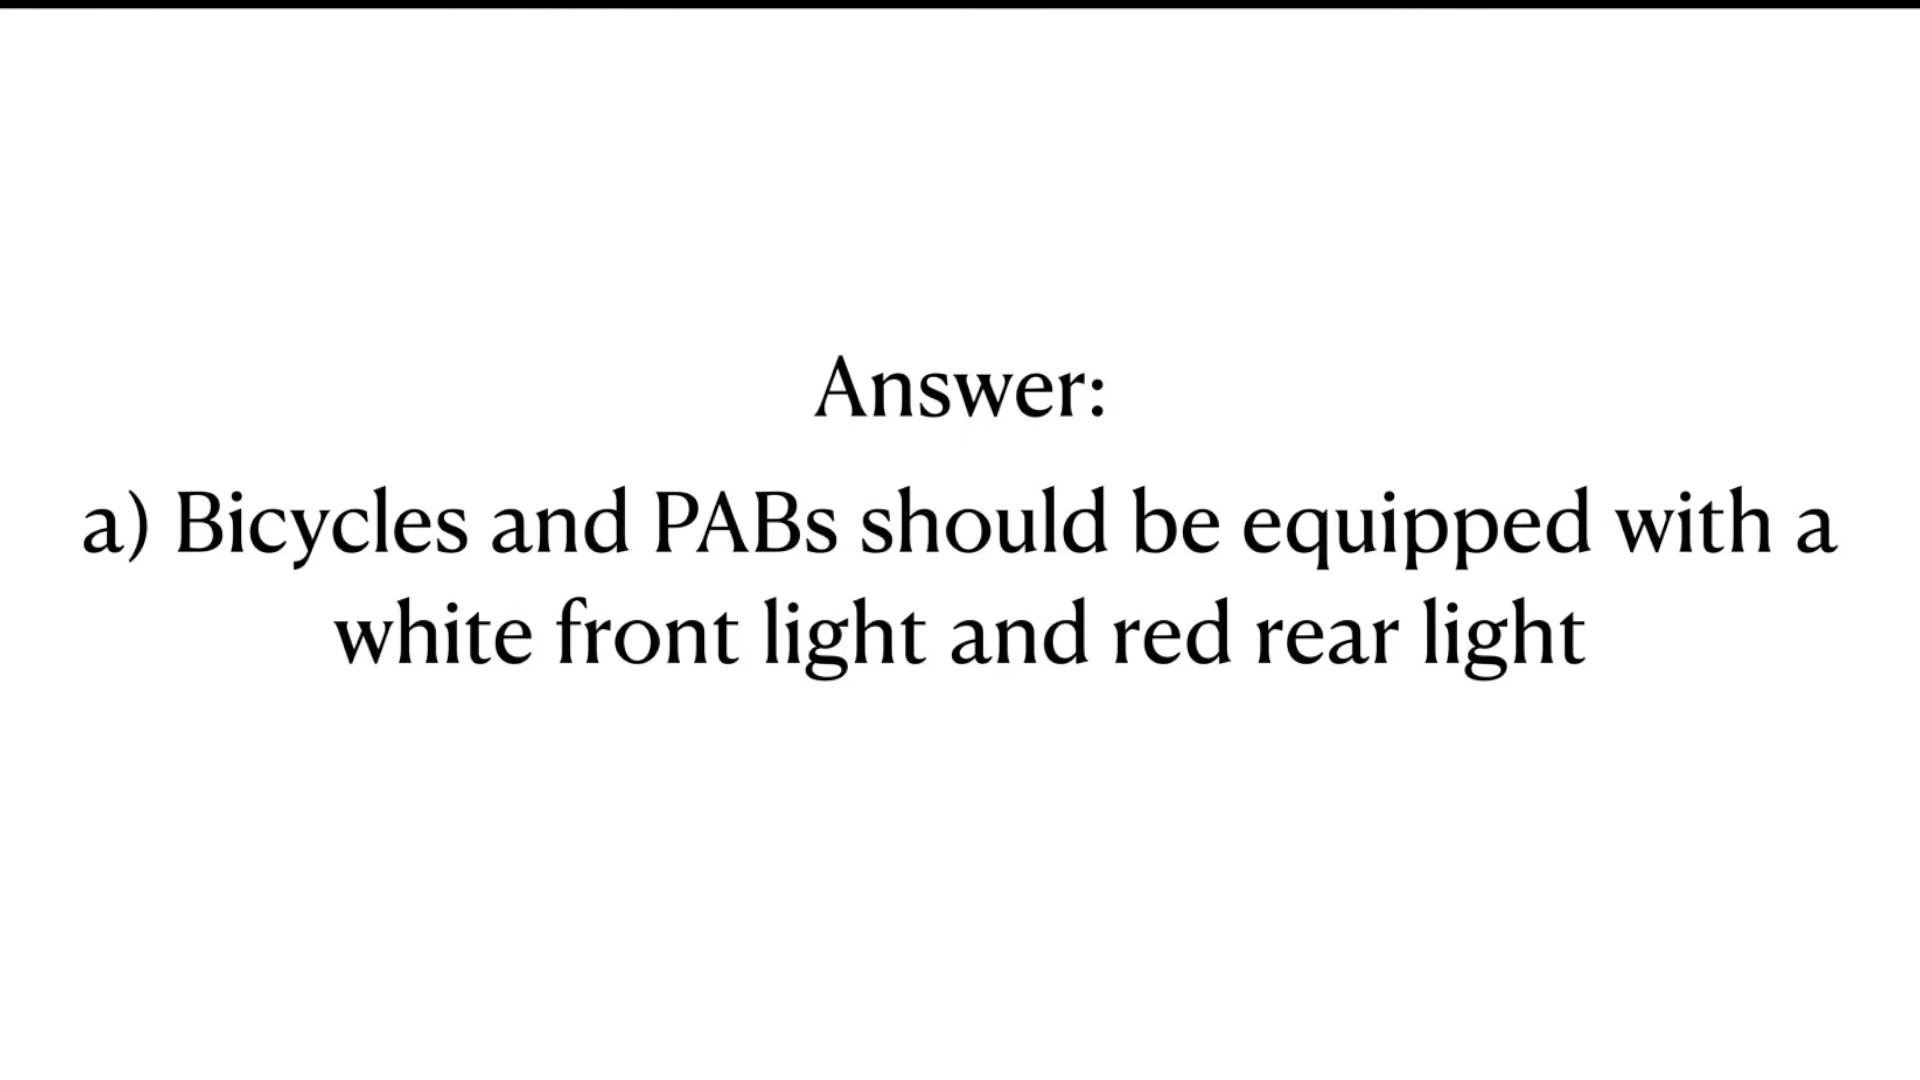 Answer:
a) Bicycles and PABs should be equipped with a
white front light and red rear light